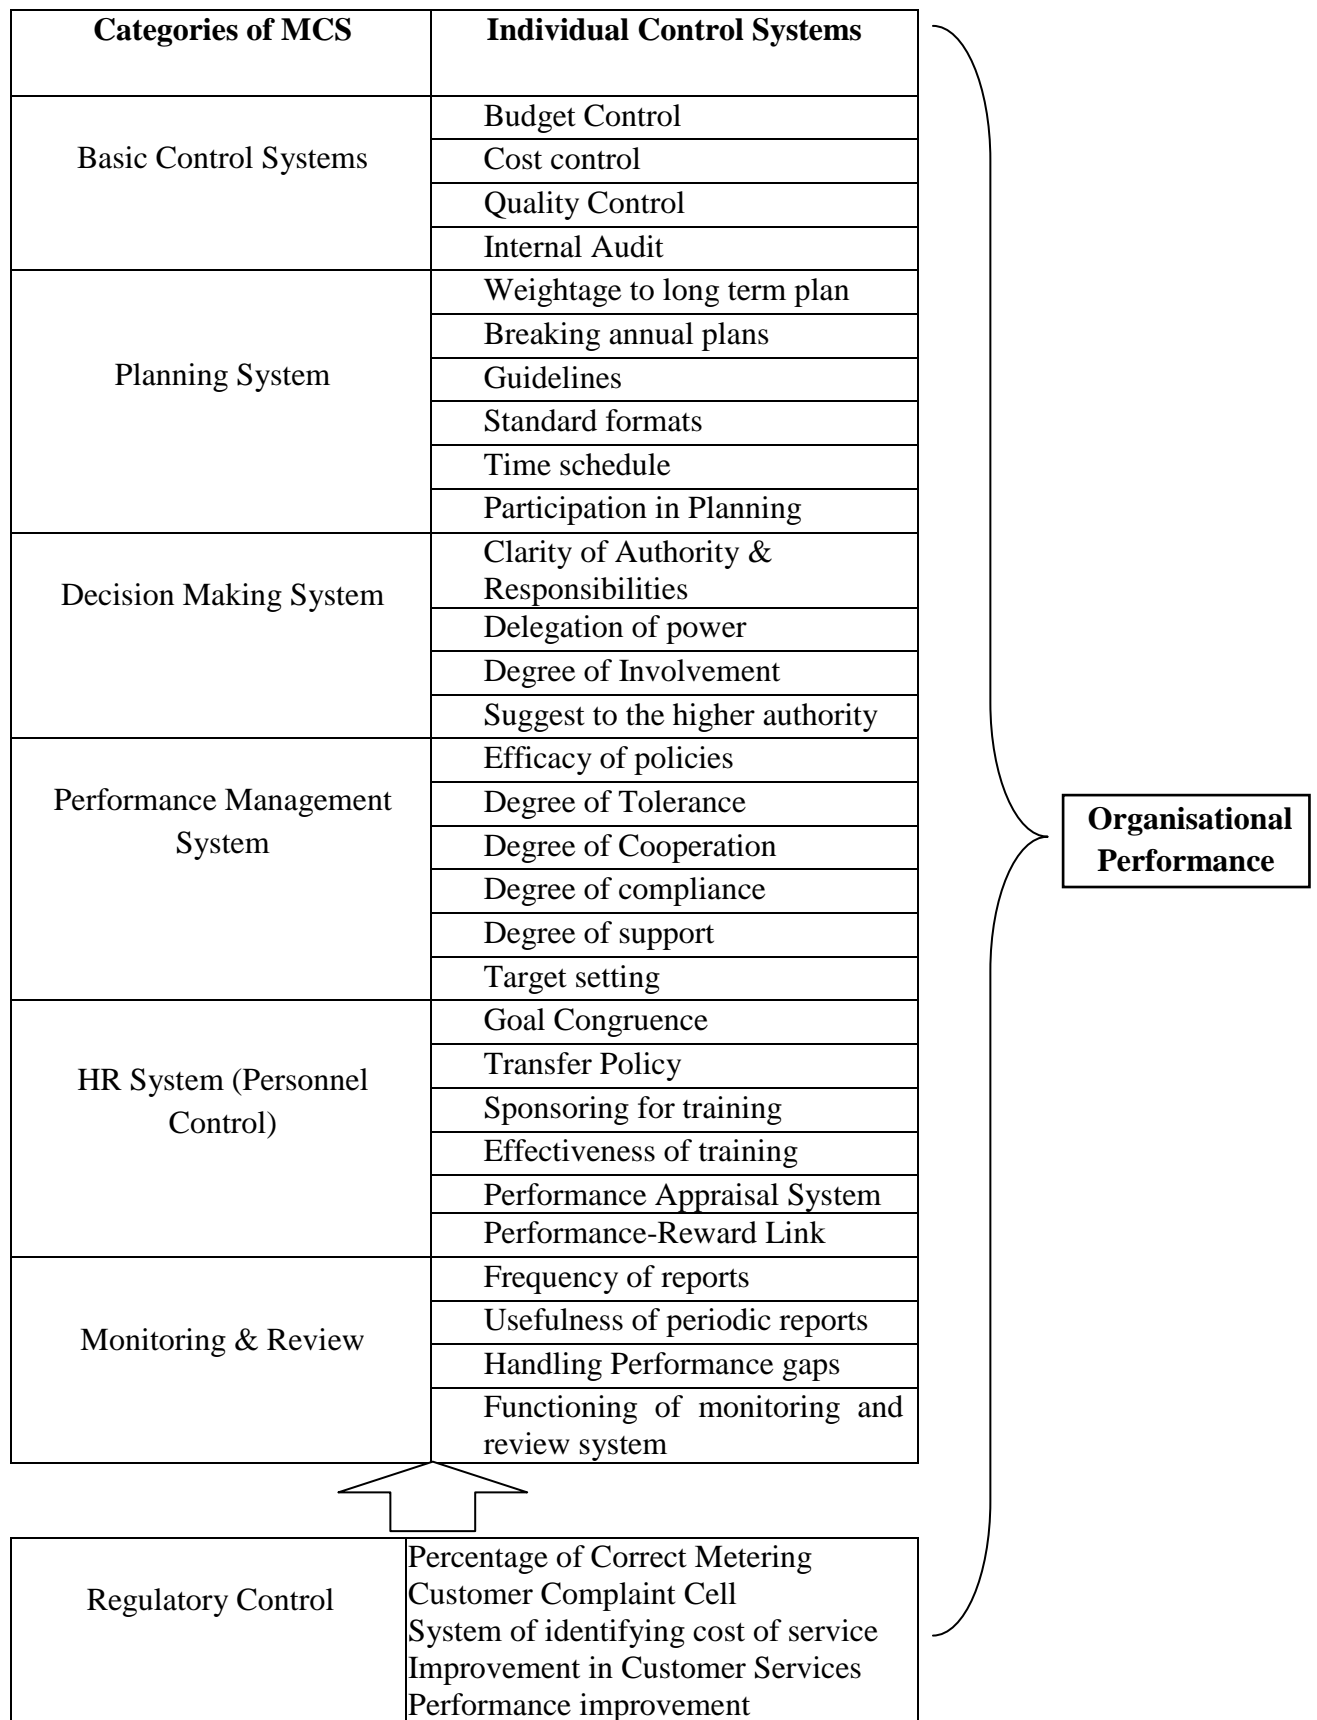 Categories of MCS
Individual Control Systems
Basic Control Systems
Budget Control
Cost control
Quality Control
Internal Audit
Planning System
Weightage to long term plan
Breaking annual plans
Guidelines
Standard formats
Time schedule
Participation in Planning
Decision Making System
Clarity of Authority &
Responsibilities
Delegation of power
Degree of Involvement
Suggest to the higher authority
Performance Management
System
Efficacy of policies
Degree of Tolerance
Degree of Cooperation
Degree of compliance
Degree of support
Target setting
HR System (Personnel
Control)
Goal Congruence
Transfer Policy
Sponsoring for training
Effectiveness of training
Performance Appraisal System
Performance-Reward Link
Monitoring & Review
Frequency of reports
Usefulness of periodic reports
Handling Performance gaps
Functioning of monitoring and
review system
Regulatory Control
Percentage of Correct Metering
Customer Complaint Cell
System of identifying cost of service
Improvement in Customer Services
Performance improvement
Organisational
Performance